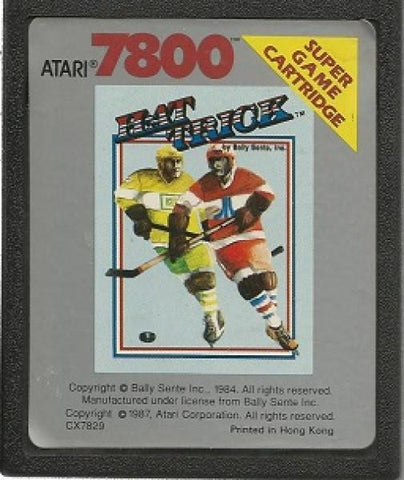 ATARI® 7800™
SUPER
GAME
CARTRIDGE
HAT
TRICK™
by Bally Sente, Inc.
Copyright © Bally Sente Inc., 1984. All rights reserved.
Manufactured under license from Bally Sente Inc.
Copyright © 1987, Atari Corporation. All rights reserved.
CX7829 Printed in Hong Kong